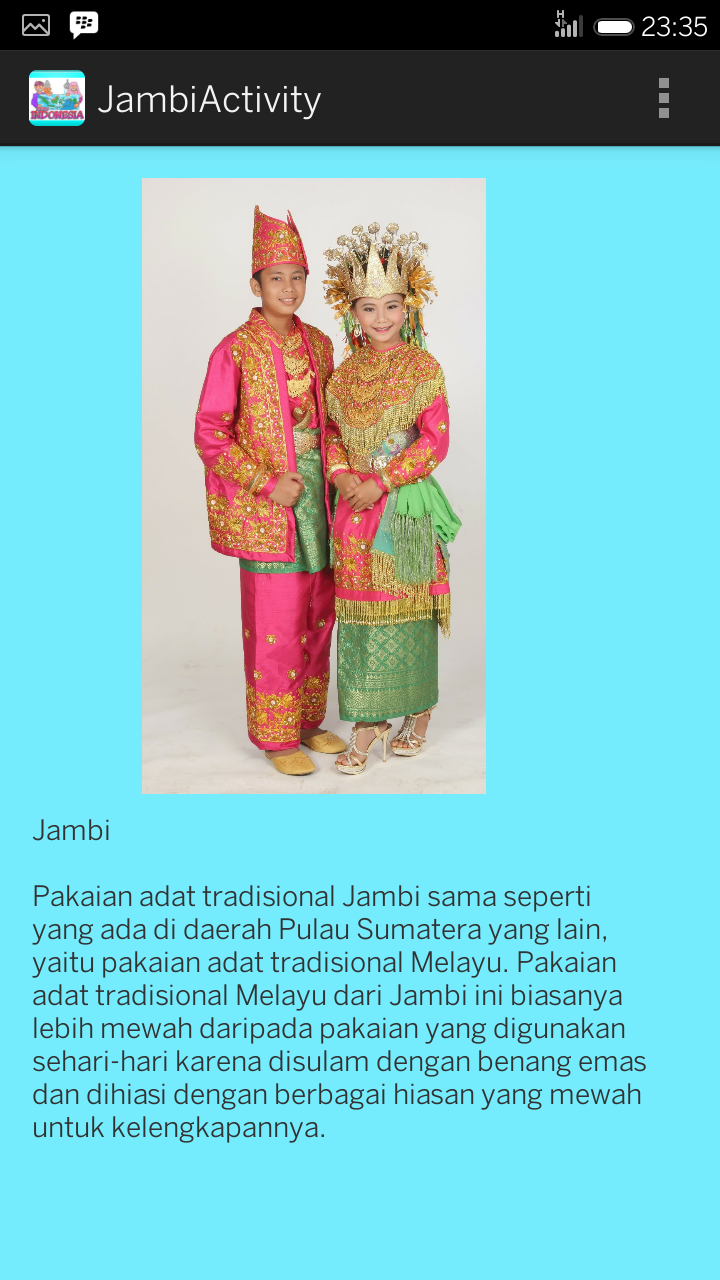 23:35
INDONESIA
JambiActivity
Jambi
Pakaian adat tradisional Jambi sama seperti
yang ada di daerah Pulau Sumatera yang lain,
yaitu pakaian adat tradisional Melayu. Pakaian
adat tradisional Melayu dari Jambi ini biasanya
lebih mewah daripada pakaian yang digunakan
sehari-hari karena disulam dengan benang emas
dan dihiasi dengan berbagai hiasan yang mewah
untuk kelengkapannya.